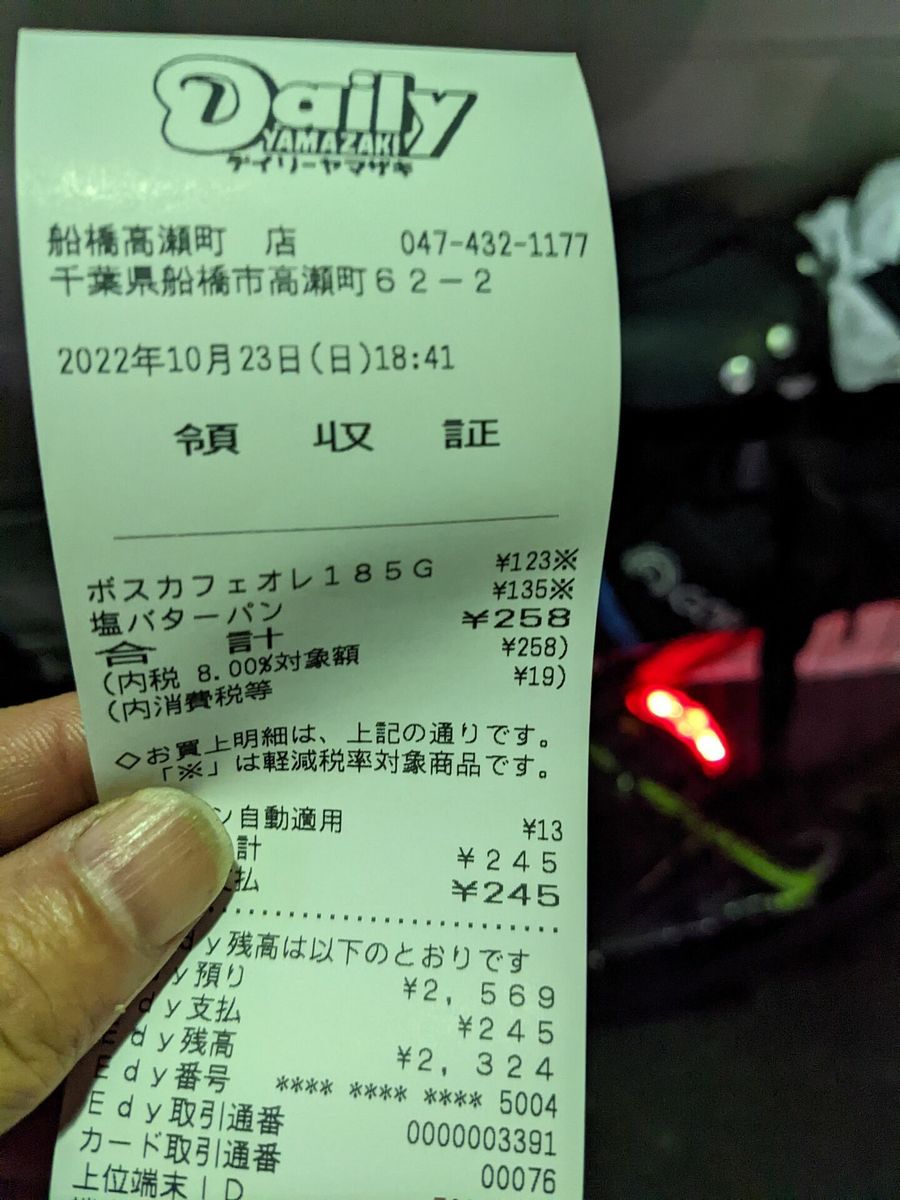 Daily
YAMAZAKI
デイリーヤマザキ
船橋高瀬町 店 047-432-1177
千葉県船橋市高瀬町62-2
2022年10月23日(日)18:41
領 収 証
ボスカフェオレ185G ¥123※
塩バターパン ¥135※
合 計 ¥258
(内税 8.00%対象額 ¥258)
(内消費税等 ¥19)
◇お買上明細は、上記の通りです。
「※」は軽減税率対象商品です。
ン自動適用 ¥13
計 ¥245
支払 ¥245
dy残高は以下のとおりです
dy預り ¥2,569
Edy支払 ¥245
Edy残高 ¥2,324
Edy番号 **** **** **** 5004
Edy取引通番 0000003391
カード取引通番 00076
上位端末ID